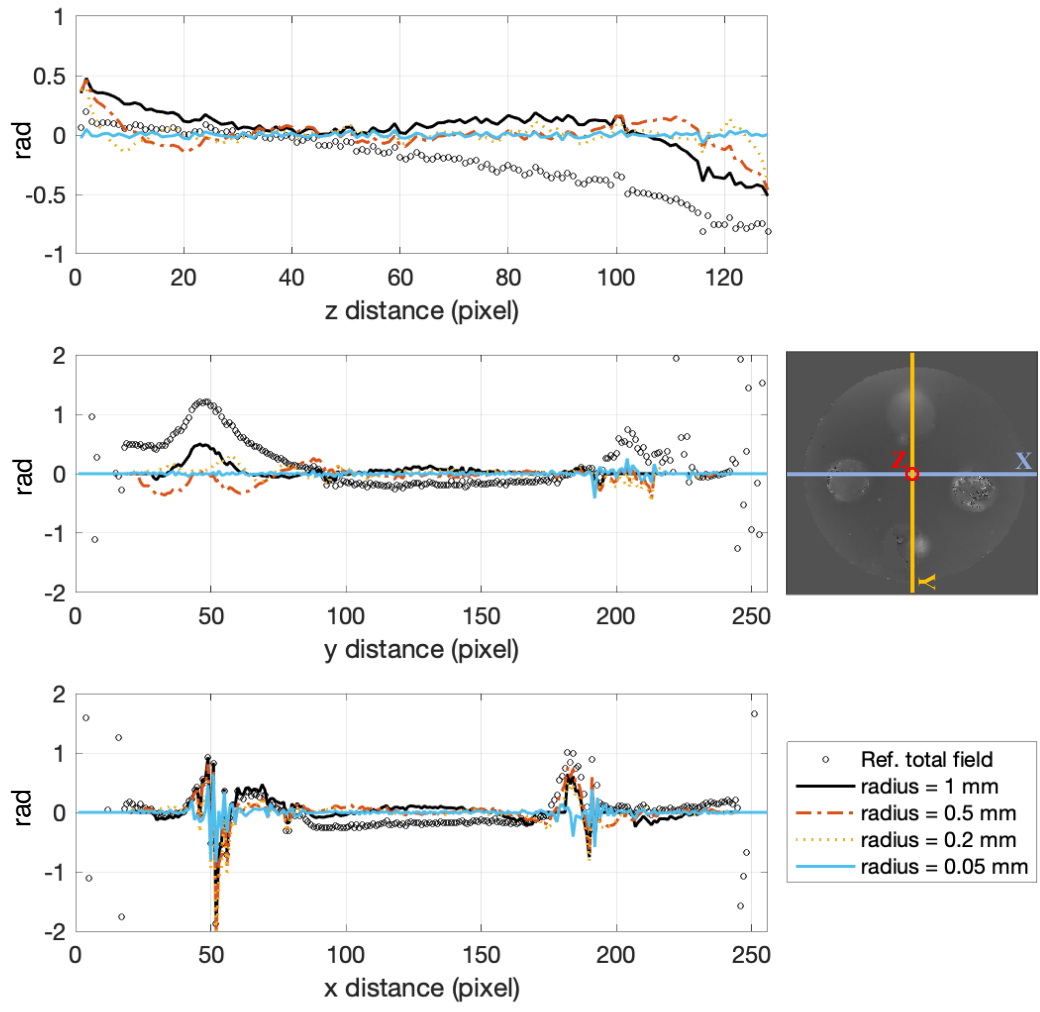 1
0.5
0
-0.5
-1
rad
0 20 40 60 80 100 120
z distance (pixel)
2
1
0
-1
-2
rad
0 50 100 150 200 250
y distance (pixel)
Z
X
Y
2
1
0
-1
-2
rad
0 50 100 150 200 250
x distance (pixel)
Ref. total field
radius = 1 mm
radius = 0.5 mm
radius = 0.2 mm
radius = 0.05 mm